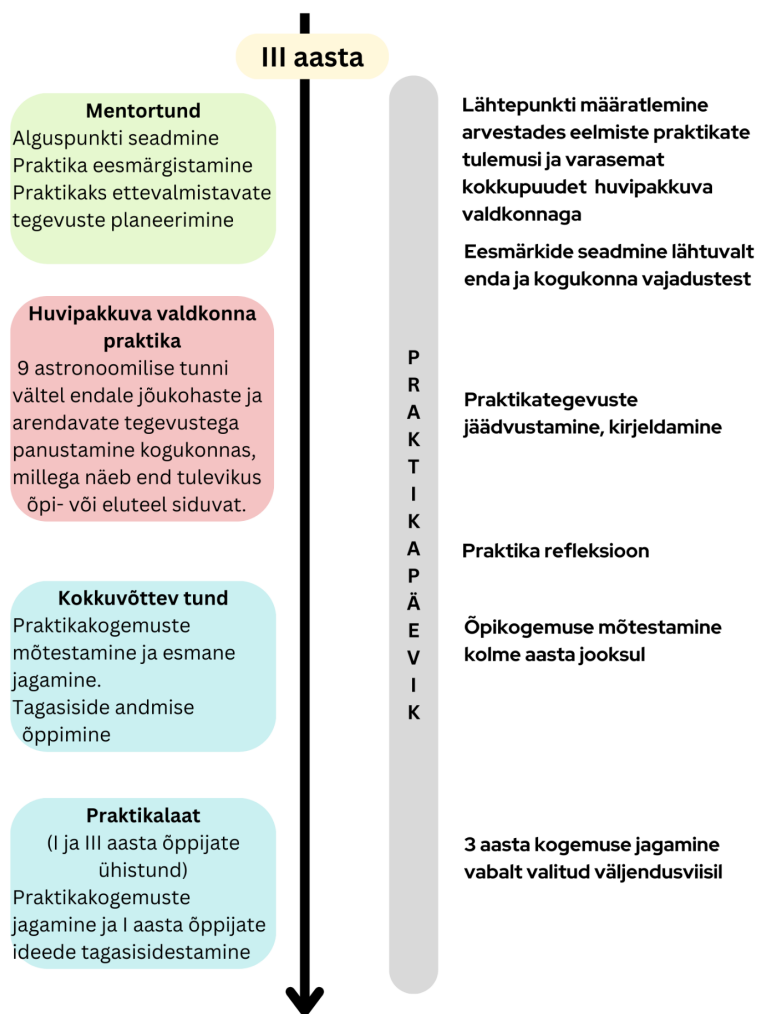 III aasta
Mentortund
Alguspunkti seadmine
Praktika eesmärgistamine
Praktikaks ettevalmistavate
tegevuste planeerimine
Lähtepunkti määratlemine
arvestades eelmiste praktikate
tulemusi ja varasemat
kokkupuudet huvipakkuva
valdkonnaga
Eesmärkide seadmine lähtuvalt
enda ja kogukonna vajadustest
Huvipakkuva valdkonna
praktika
9 astronoomilise tunni
vältel endale jõukohaste ja
arendavate tegevustega
panustamine kogukonnas,
millega näeb end tulevikus
õpi- või eluteel siduvat.
P
R
A
K
T
I
K
A
P
Ä
E
V
I
K
Praktikategevuste
jäädvustamine, kirjeldamine
Praktika refleksioon
Kokkuvõttev tund
Praktikakogemuste
mõtestamine ja esmane
jagamine.
Tagasiside andmise
õppimine
Õpikogemuse mõtestamine
kolme aasta jooksul
Praktikalaat
(I ja III aasta õppijate
ühistund)
Praktikakogemuste
jagamine ja I aasta õppijate
ideede tagasisidestamine
3 aasta kogemuse jagamine
vabalt valitud väljendusviisil